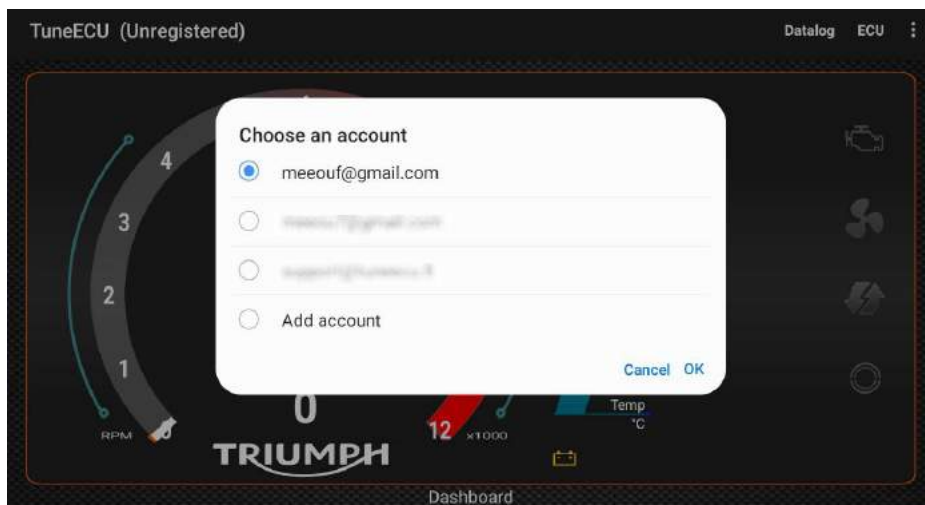 TuneECU (Unregistered)
Datalog ECU
Choose an account
meeouf@gmail.com
Add account
Cancel OK
4
3
2
1
0
RPM
0
12 x1000
Temp
°C
TRIUMPH
Dashboard